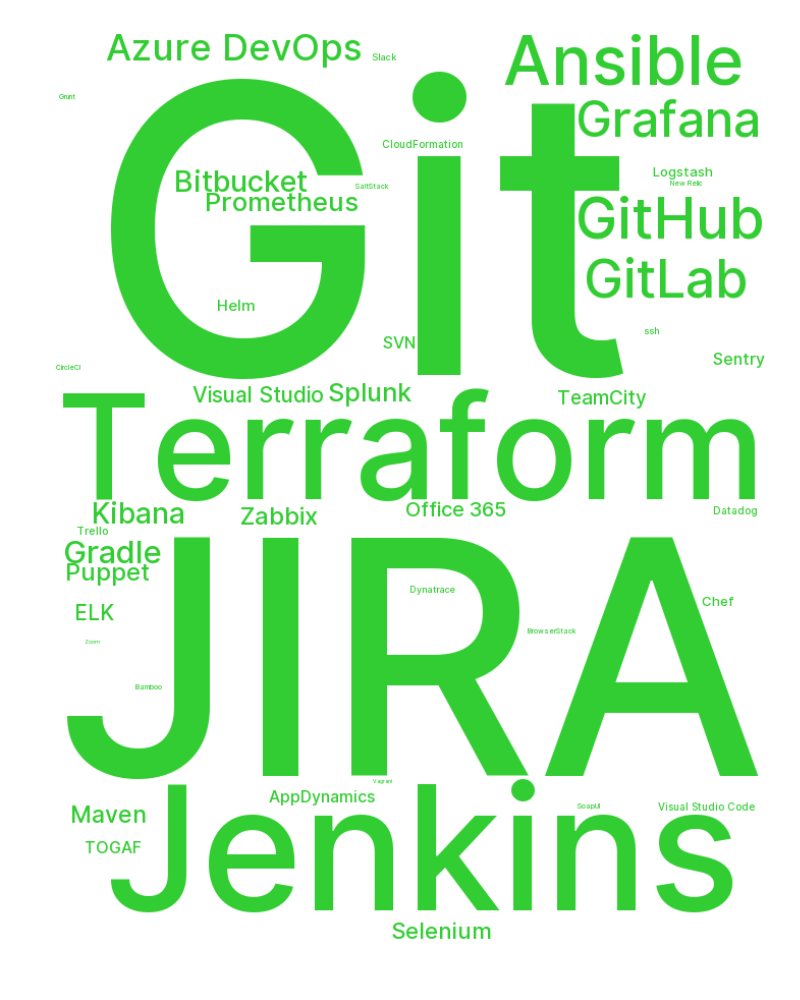 Azure DevOps
Slack
Ansible
Grunt
Git
Grafana
CloudFormation
Bitbucket
SaltStack
Prometheus
Logstash
New Relic
GitHub
GitLab
Helm
SVN
ssh
Sentry
CircleCI
Visual Studio
Splunk
TeamCity
Terraform
Kibana
Zabbix
Office 365
Datadog
Trello
Gradle
Puppet
JIRA
Dynatrace
Chef
ELK
BrowserStack
Zoom
Bamboo
Vagrant
AppDynamics
Maven
SoapUI
Visual Studio Code
TOGAF
Jenkins
Selenium